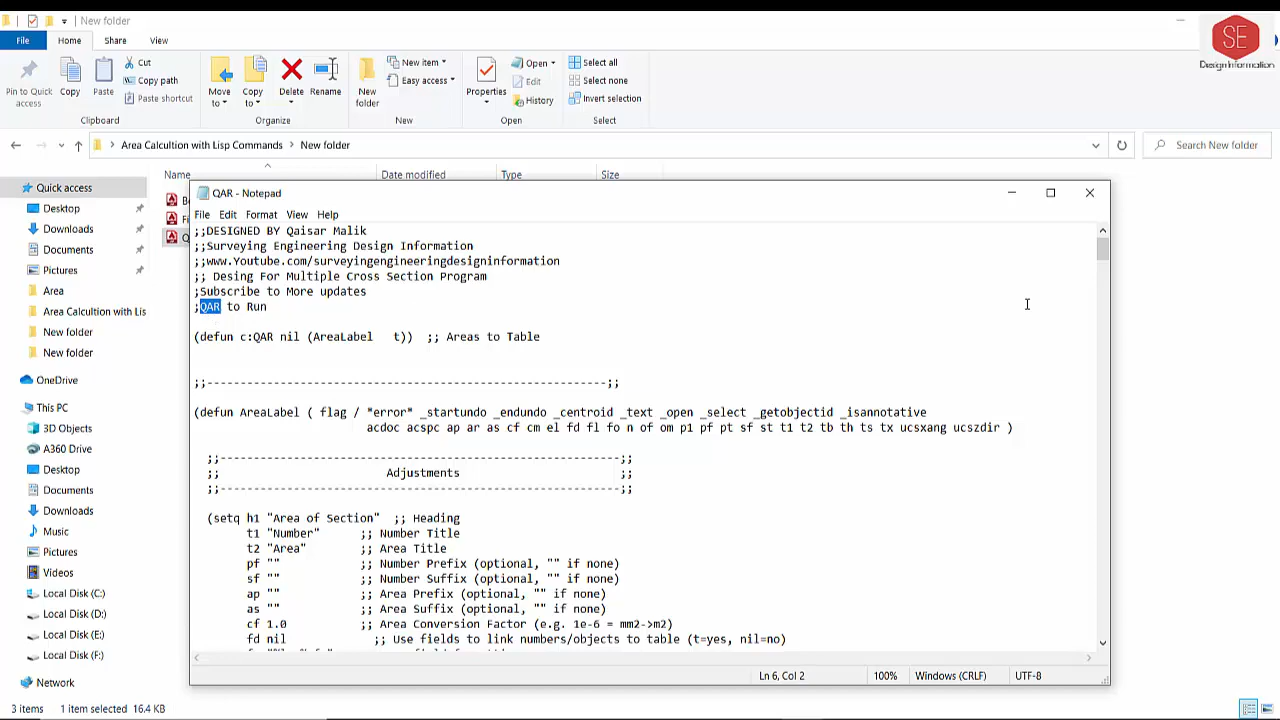 New folder
File Home Share View
Pin to Quick access
Copy
Paste
Cut
Copy path
Paste shortcut
Clipboard
Move to
Copy to
Delete
Rename
Organize
New folder
New item
Easy access
New
Properties
Open
Edit
History
Open
Select all
Select none
Invert selection
Select
SE
Design Information
Area Calcultion with Lisp Commands > New folder
Search New folder
Name Date modified Type Size
Quick access
Desktop
Downloads
Documents
Pictures
Area
Area Calcultion with Lis
New folder
New folder
OneDrive
This PC
3D Objects
A360 Drive
Desktop
Documents
Downloads
Music
Pictures
Videos
Local Disk (C:)
Local Disk (D:)
Local Disk (E:)
Local Disk (F:)
Network
3 items 1 item selected 16.4 KB
QAR - Notepad
File Edit Format View Help
;;DESIGNED BY Qaisar Malik
;;Surveying Engineering Design Information
;;www.Youtube.com/surveyingengineeringdesigninformation
;; Desing For Multiple Cross Section Program
;Subscribe to More updates
;QAR to Run
(defun c:QAR nil (AreaLabel   t))  ;; Areas to Table
;;------------------------------------------------------------;;
(defun AreaLabel ( flag / *error* _startundo _endundo _centroid _text _open _select _getobjectid _isannotative
acdoc acspc ap ar as cf cm el fd fl fo n of om p1 pf pt sf st t1 t2 tb th ts tx ucsxang ucszdir )
;;------------------------------------------------------------;;
;; Adjustments ;;
;;------------------------------------------------------------;;
(setq h1 "Area of Section"  ;; Heading
t1 "Number" ;; Number Title
t2 "Area" ;; Area Title
pf "" ;; Number Prefix (optional, "" if none)
sf "" ;; Number Suffix (optional, "" if none)
ap "" ;; Area Prefix (optional, "" if none)
as "" ;; Area Suffix (optional, "" if none)
cf 1.0 ;; Area Conversion Factor (e.g. 1e-6 = mm2->m2)
fd nil ;; Use fields to link numbers/objects to table (t=yes, nil=no)
Ln 6, Col 2 100% Windows (CRLF) UTF-8